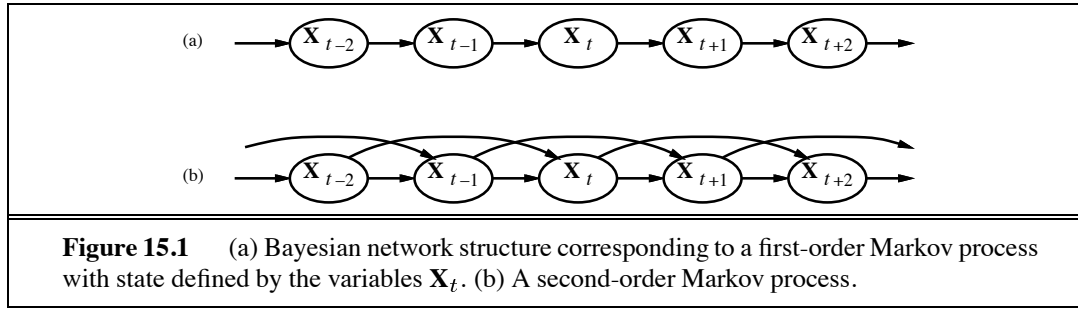 (a) X t–2 X t–1 X t X t+1 X t+2
(b) X t–2 X t–1 X t X t+1 X t+2
Figure 15.1 (a) Bayesian network structure corresponding to a first-order Markov process
with state defined by the variables Xt. (b) A second-order Markov process.